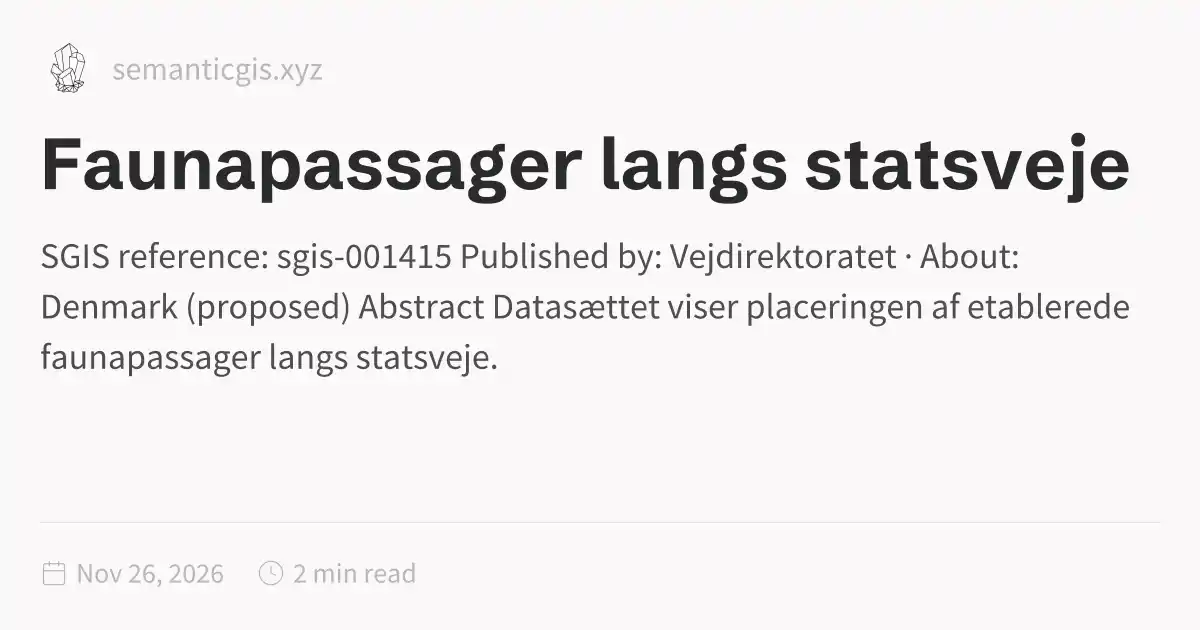 semanticgis.xyz
Faunapassager langs statsveje
SGIS reference: sgis-001415 Published by: Vejdirektoratet · About:
Denmark (proposed) Abstract Datasættet viser placeringen af etablerede
faunapassager langs statsveje.
Nov 26, 2026 2 min read